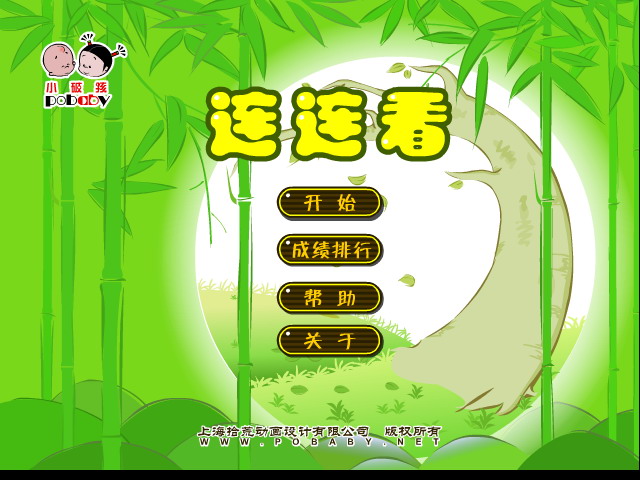 小破孩
POBABY
连连看
开始
成绩排行
帮助
关于
上海拾荒动画设计有限公司 版权所有
WWW.POBABY.NET